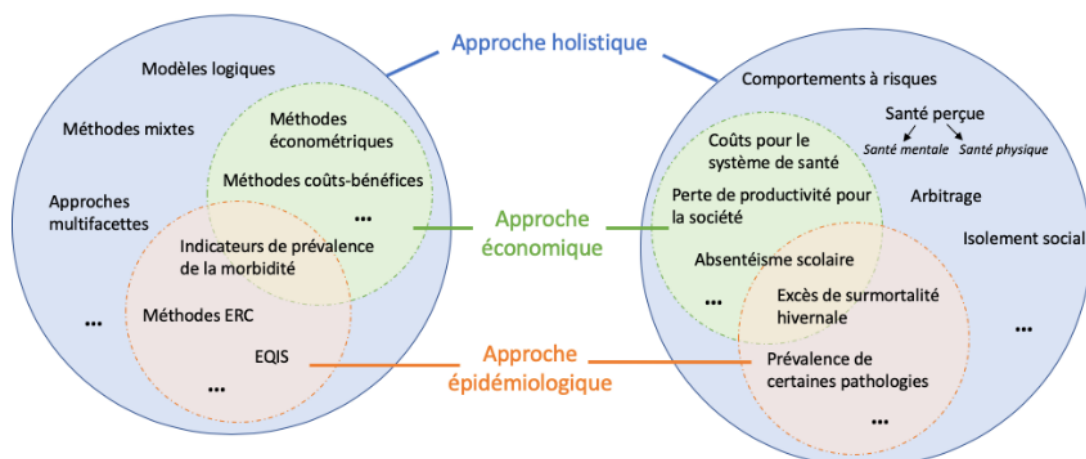 Approche holistique
Modèles logiques
Méthodes mixtes
Méthodes
économétriques
Méthodes coûts-bénéfices
...
Approches
multifacettes
Indicateurs de prévalence
de la morbidité
...
Méthodes ERC
EQIS
...
Approche
économique
Approche
épidémiologique
Comportements à risques
Santé perçue
Santé mentale Santé physique
Coûts pour le
système de santé
Perte de productivité pour
la société
Arbitrage
Isolement social
Absentéisme scolaire
...
Excès de surmortalité
hivernale
...
Prévalence de
certaines pathologies
...